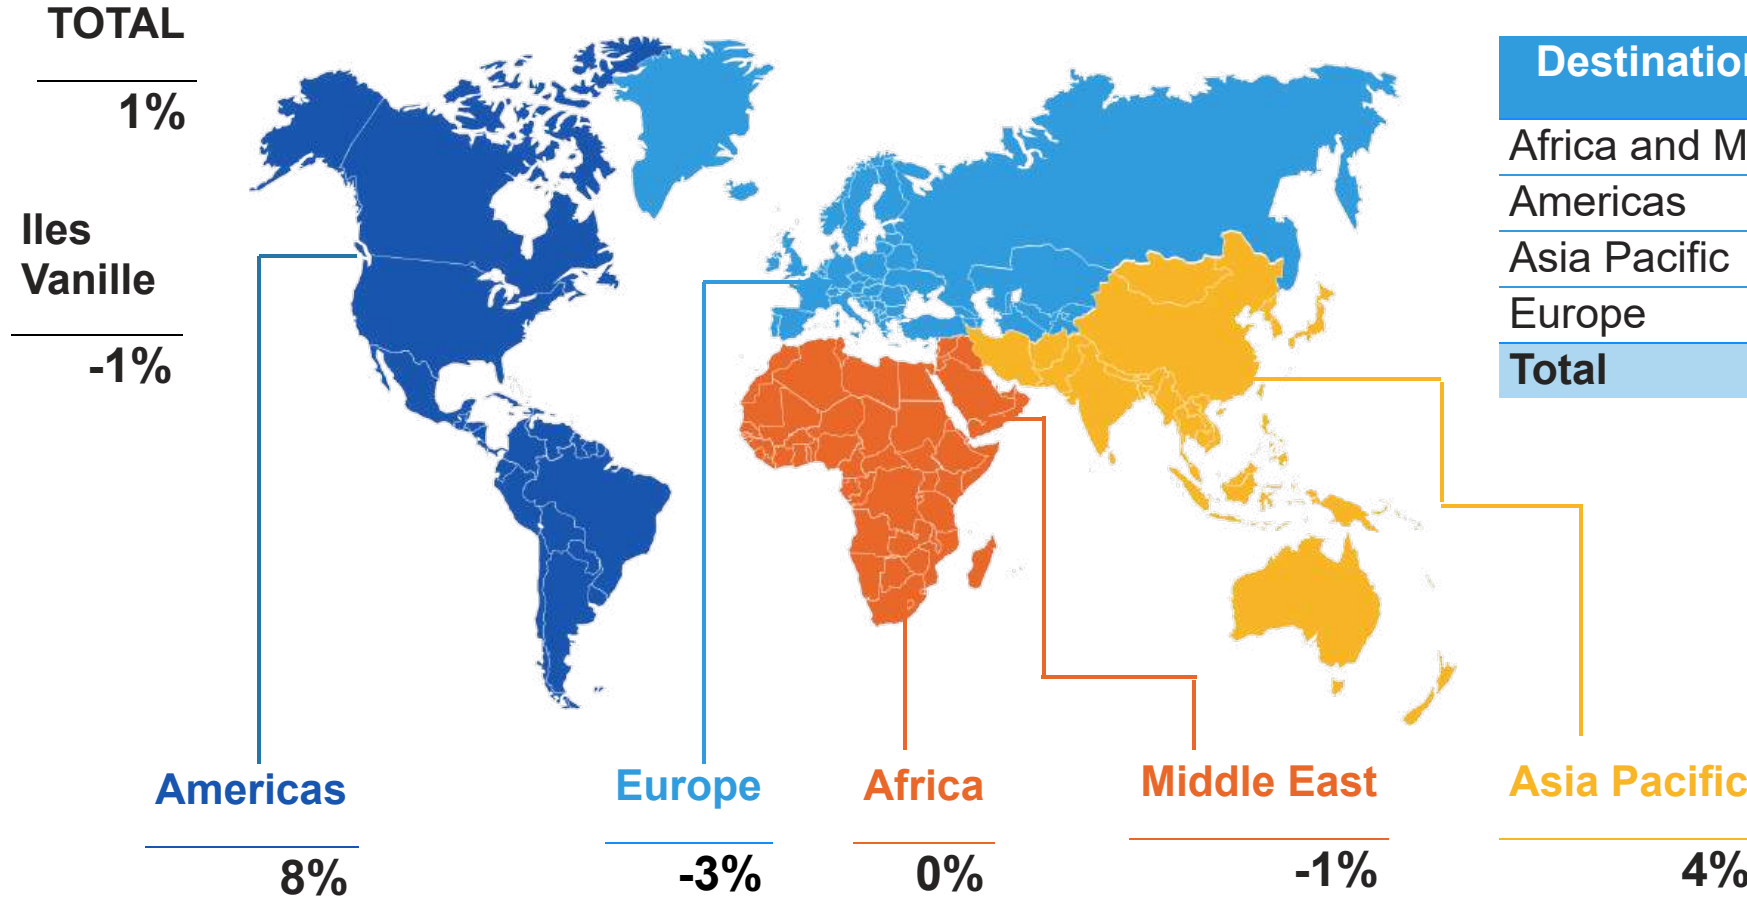 TOTAL
1%
Iles
Vanille
-1%
Destination
Africa and M
Americas
Asia Pacific
Europe
Total
Americas
8%
Europe
-3%
Africa
0%
Middle East
-1%
Asia Pacific
4%